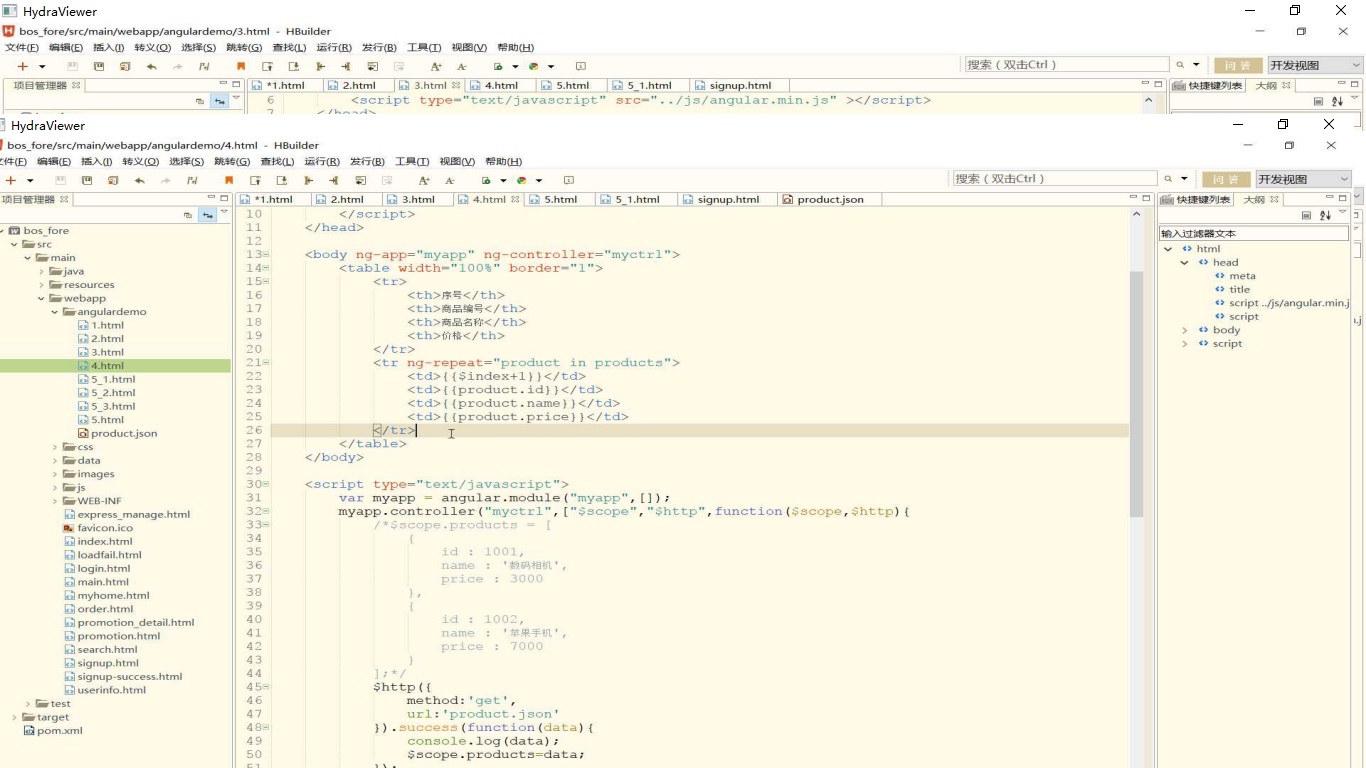 HydraViewer
bos_fore/src/main/webapp/angulardemo/3.html - HBuilder
文件(F) 编辑(E) 插入(I) 转义(O) 选择(S) 跳转(G) 查找(L) 运行(R) 发行(B) 工具(T) 视图(V) 帮助(H)
搜索（双击Ctrl） 问 答 开发视图
项目管理器 *1.html 2.html 3.html 4.html 5.html 5_1.html signup.html 快捷键列表 大纲
6 <script type="text/javascript" src="../js/angular.min.js" ></script>
7 </head>
HydraViewer
bos_fore/src/main/webapp/angulardemo/4.html - HBuilder
文件(F) 编辑(E) 插入(I) 转义(O) 选择(S) 跳转(G) 查找(L) 运行(R) 发行(B) 工具(T) 视图(V) 帮助(H)
搜索（双击Ctrl） 问 答 开发视图
项目管理器 *1.html 2.html 3.html 4.html 5.html 5_1.html signup.html product.json 快捷键列表 大纲
bos_fore
src
main
java
resources
webapp
angulardemo
1.html
2.html
3.html
4.html
5_1.html
5_2.html
5_3.html
5.html
product.json
css
data
images
js
WEB-INF
express_manage.html
favicon.ico
index.html
loadfail.html
login.html
main.html
myhome.html
order.html
promotion_detail.html
promotion.html
search.html
signup.html
signup-success.html
userinfo.html
test
target
pom.xml
10 </script>
11 </head>
12
13 <body ng-app="myapp" ng-controller="myctrl">
14 <table width="100%" border="1">
15 <tr>
16 <th>序号</th>
17 <th>商品编号</th>
18 <th>商品名称</th>
19 <th>价格</th>
20 </tr>
21 <tr ng-repeat="product in products">
22 <td>{{$index+1}}</td>
23 <td>{{product.id}}</td>
24 <td>{{product.name}}</td>
25 <td>{{product.price}}</td>
26 </tr>
27 </table>
28 </body>
29
30 <script type="text/javascript">
31 var myapp = angular.module("myapp",[]);
32 myapp.controller("myctrl",["$scope","$http",function($scope,$http){
33 /*$scope.products = [
34 {
35 id : 1001,
36 name : '数码相机',
37 price : 3000
38 },
39 {
40 id : 1002,
41 name : '苹果手机',
42 price : 7000
43 }
44 ];*/
45 $http({
46 method:'get',
47 url:'product.json'
48 }).success(function(data){
49 console.log(data);
50 $scope.products=data;
51 });
输入过滤器文本
html
head
meta
title
script ../js/angular.min.j
script
body
script